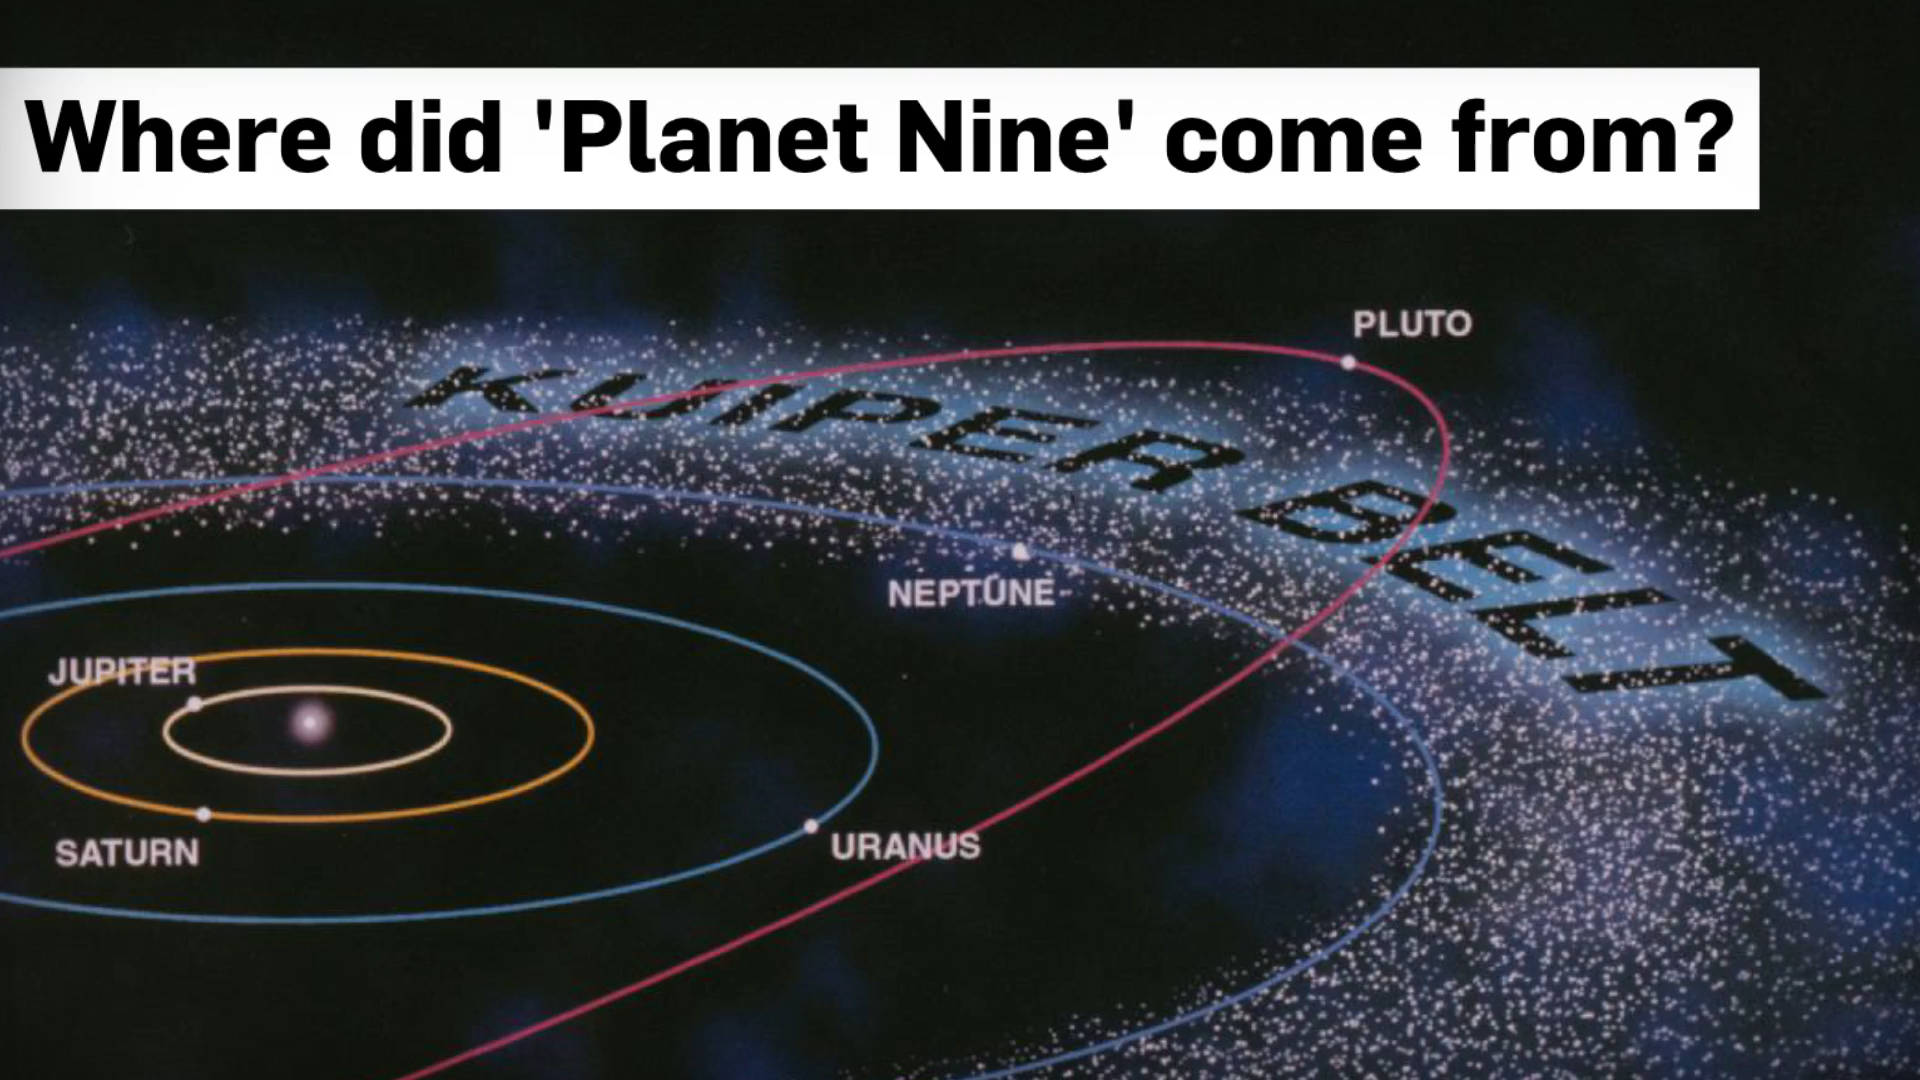 Where did 'Planet Nine' come from?
PLUTO
KUIPER BELT
NEPTUNE
JUPITER
SATURN
URANUS